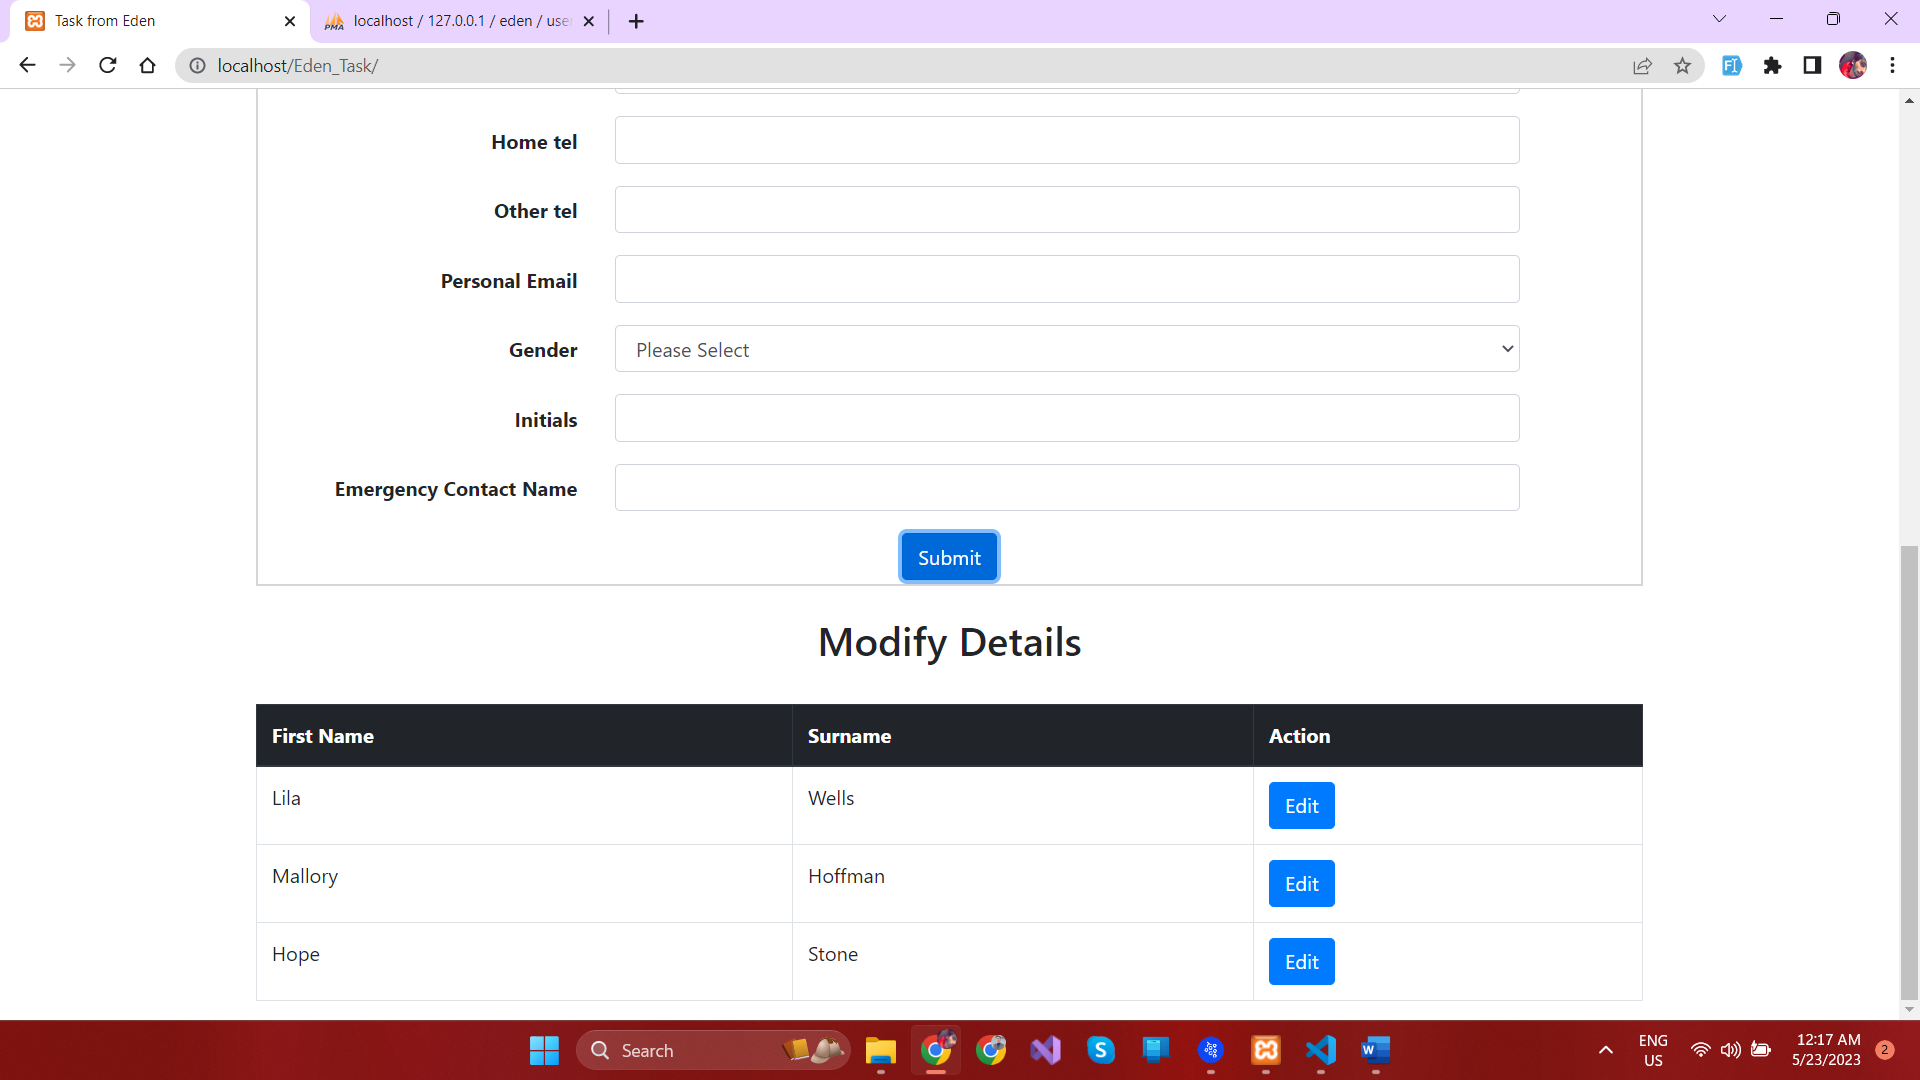 Task from Eden
localhost / 127.0.0.1 / eden / use
localhost/Eden_Task/
Home tel
Other tel
Personal Email
Gender Please Select
Initials
Emergency Contact Name
Submit
Modify Details
First Name Surname Action
Lila Wells Edit
Mallory Hoffman Edit
Hope Stone Edit
Search
ENG
US
12:17 AM
5/23/2023
2